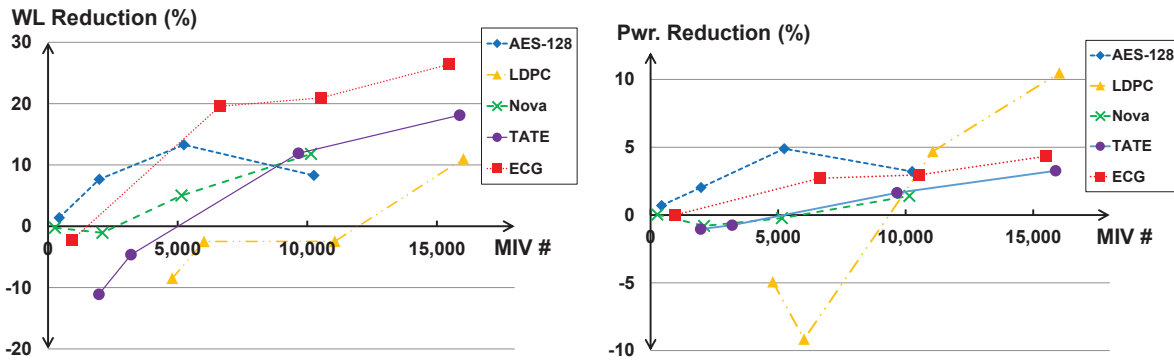 WL Reduction (%)
30
20
10
0
-10
-20
0
5,000
10,000
15,000
MIV #
AES-128
LDPC
Nova
TATE
ECG
Pwr. Reduction (%)
10
5
0
-5
-10
0
5,000
10,000
15,000
MIV #
AES-128
LDPC
Nova
TATE
ECG